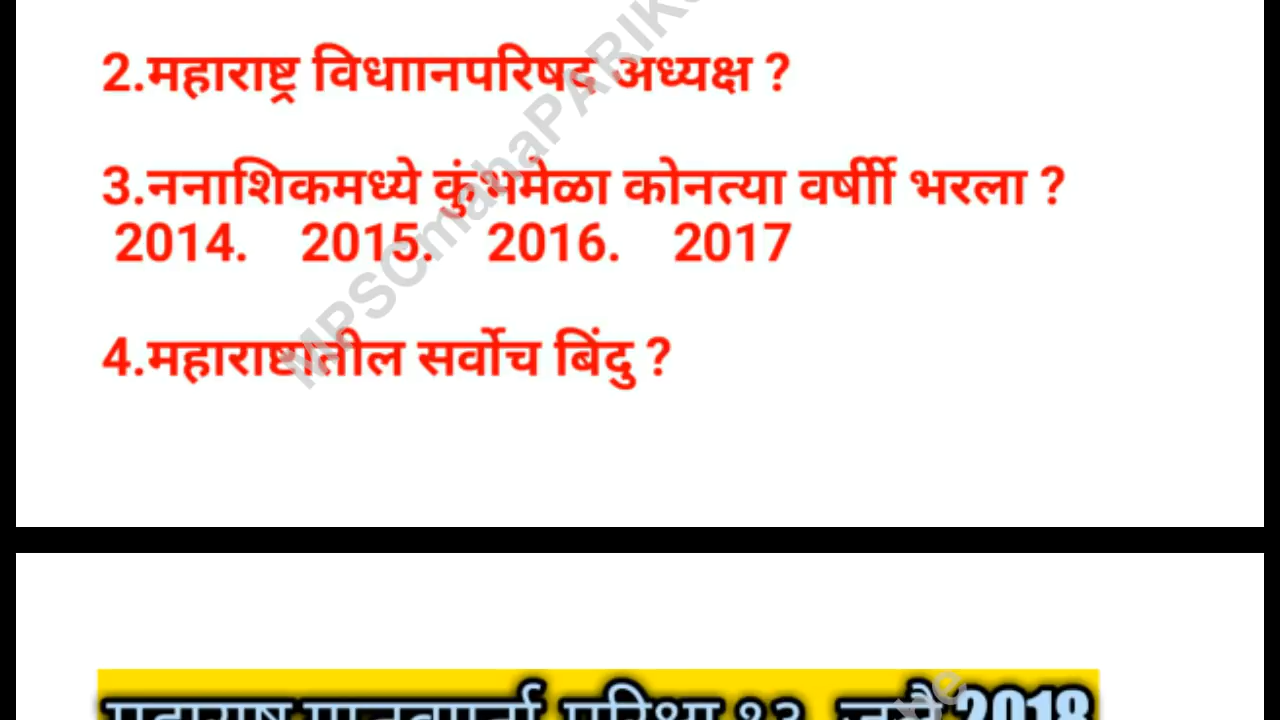 2.महाराष्ट्र विधाानपरिषद अध्यक्ष ?
3.ननाशिकमध्ये कुंभमेळा कोनत्या वर्षीीी भरला ?
2014. 2015. 2016. 2017
4.महाराष्टातील सर्वोच बिंदु ?
2018